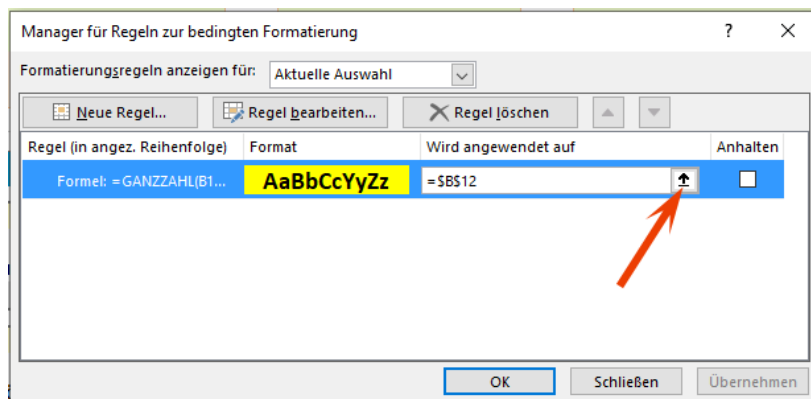 Manager für Regeln zur bedingten Formatierung ?
Formatierungsregeln anzeigen für: Aktuelle Auswahl
Neue Regel... Regel bearbeiten... Regel löschen
Regel (in angez. Reihenfolge) Format Wird angewendet auf Anhalten
Formel: =GANZZAHL(B1... AaBbCcYyZz =$B$12
OK Schließen Übernehmen